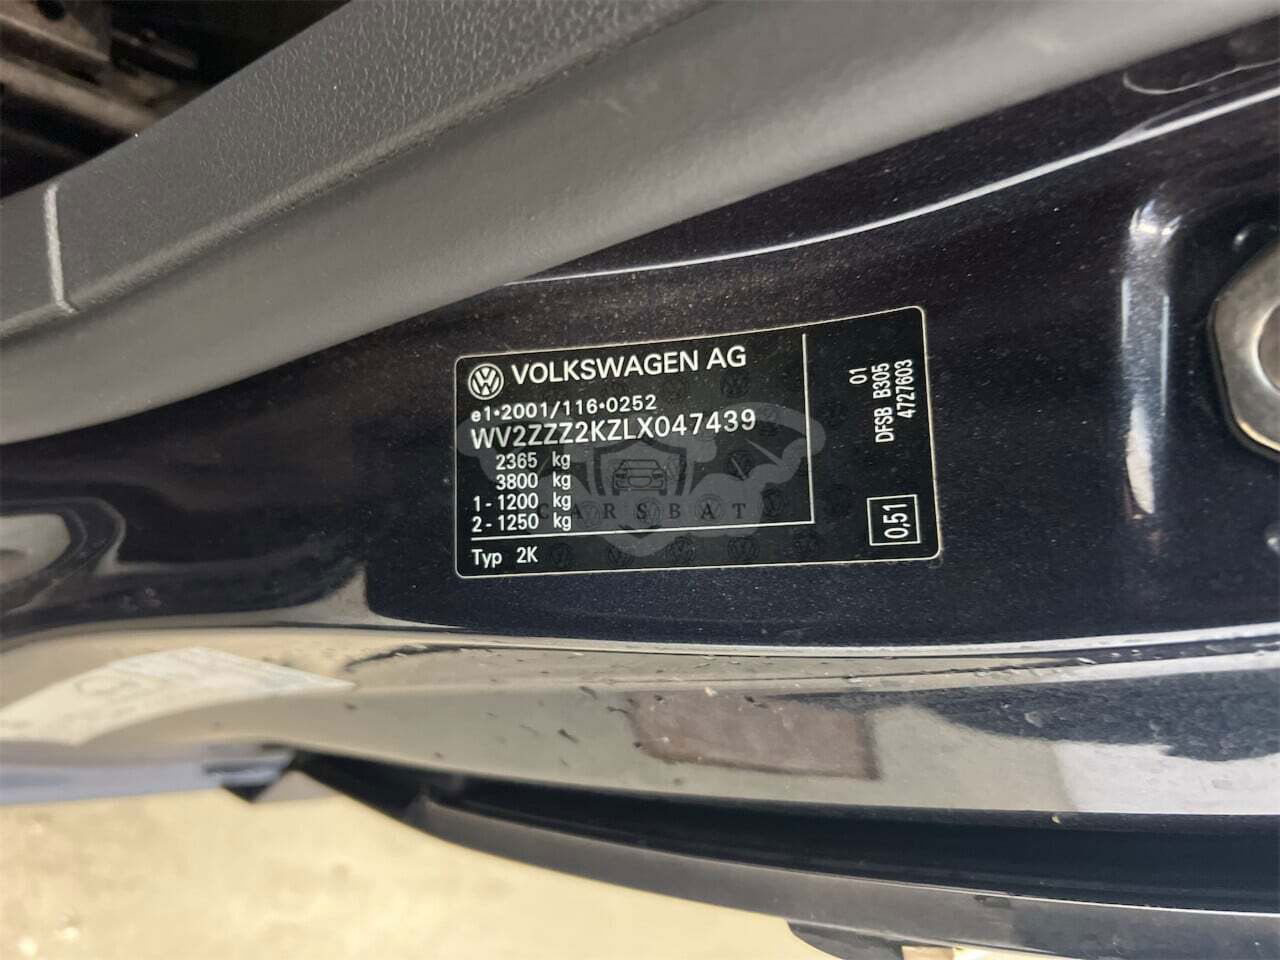 VOLKSWAGEN AG
e1*2001/116*0252
WV2ZZZ2KZLX047439
2365 kg
3800 kg
1 - 1200 kg
2 - 1250 kg
Typ 2K
01
DFSB B305
4727603
0,51
CARSBAT